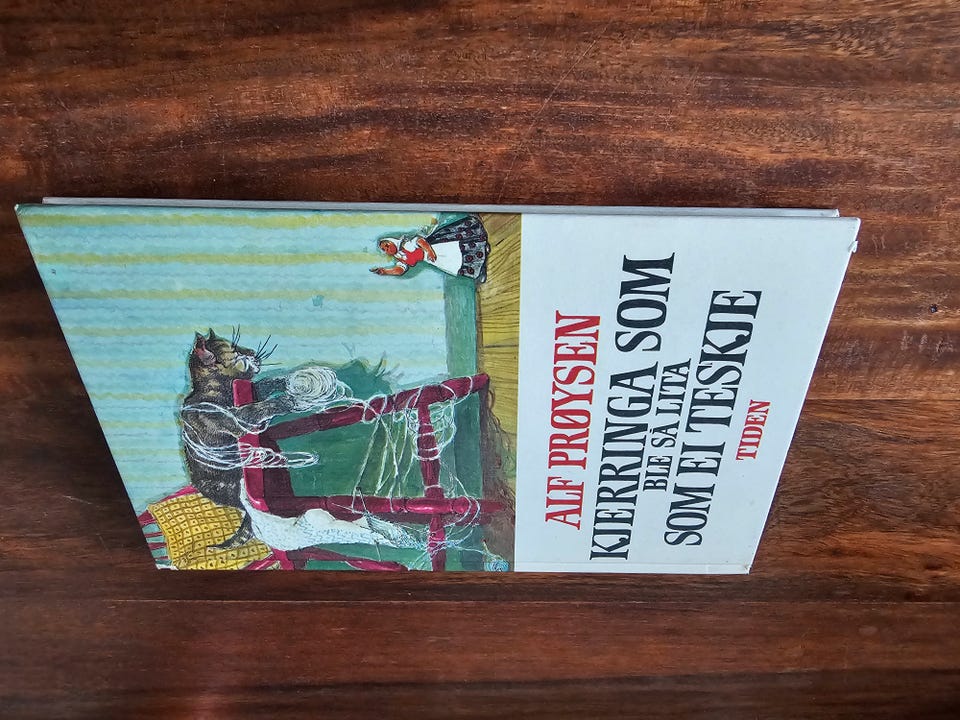 ALF PRØYSEN
KJERRINGA SOM
BLE SÅ LITA
SOM EI TESKJE
TIDEN